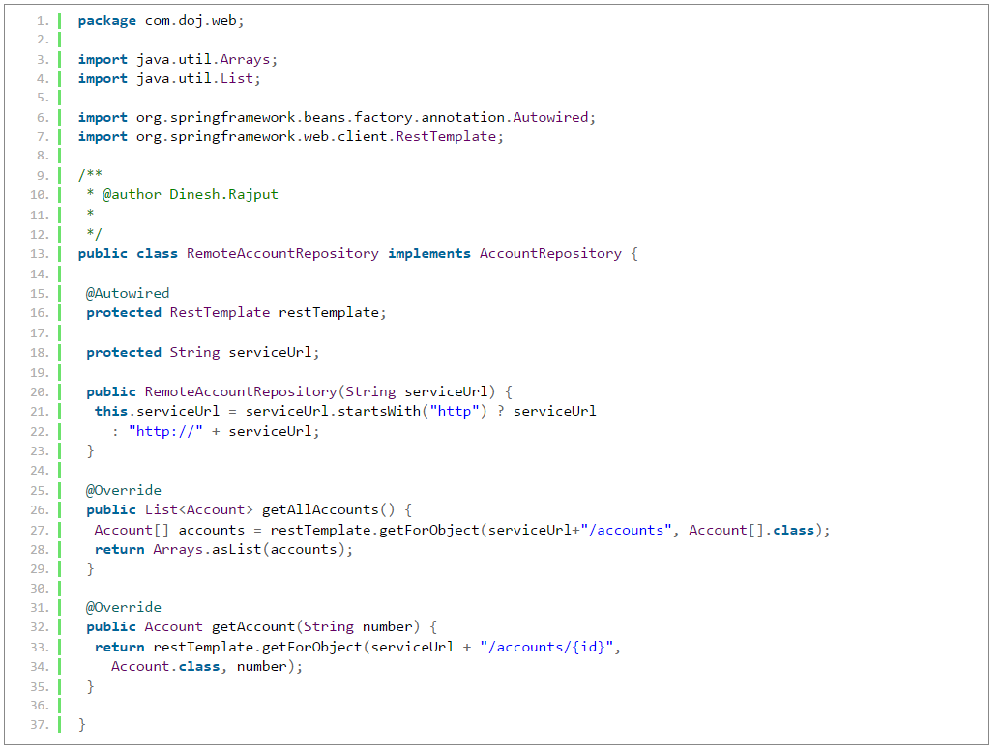 1. package com.doj.web;
2.
3. import java.util.Arrays;
4. import java.util.List;
5.
6. import org.springframework.beans.factory.annotation.Autowired;
7. import org.springframework.web.client.RestTemplate;
8.
9. /**
10. * @author Dinesh.Rajput
11. *
12. */
13. public class RemoteAccountRepository implements AccountRepository {
14.
15. @Autowired
16. protected RestTemplate restTemplate;
17.
18. protected String serviceUrl;
19.
20. public RemoteAccountRepository(String serviceUrl) {
21. this.serviceUrl = serviceUrl.startsWith("http") ? serviceUrl
22. : "http://" + serviceUrl;
23. }
24.
25. @Override
26. public List<Account> getAllAccounts() {
27. Account[] accounts = restTemplate.getForObject(serviceUrl+"/accounts", Account[].class);
28. return Arrays.asList(accounts);
29. }
30.
31. @Override
32. public Account getAccount(String number) {
33. return restTemplate.getForObject(serviceUrl + "/accounts/{id}",
34. Account.class, number);
35. }
36.
37. }